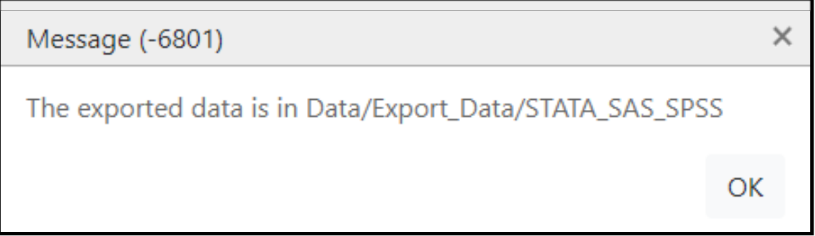 Message (-6801)
The exported data is in Data/Export_Data/STATA_SAS_SPSS
OK